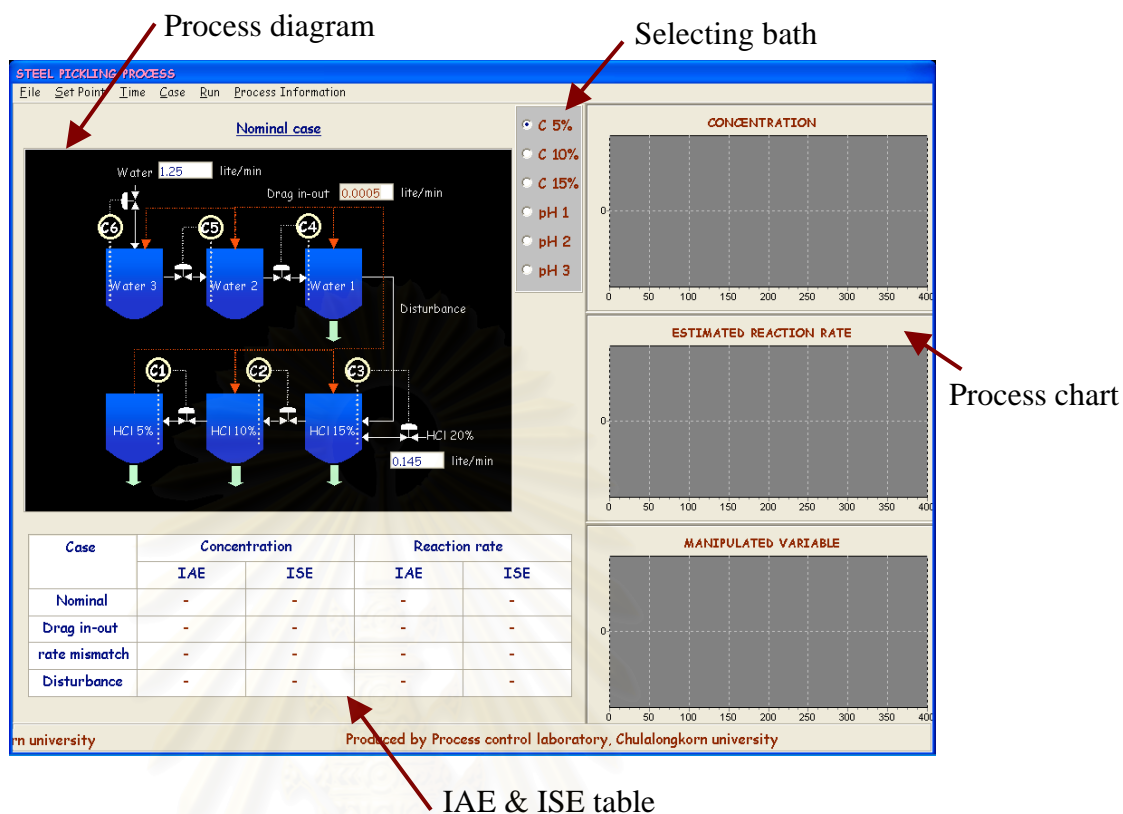 Process diagram
Selecting bath
STEEL PICKLING PROCESS
File Set Point Time Case Run Process Information
Nominal case
Water 1.25 lite/min
Drag in-out 0.0005 lite/min
C6 C5 C4
Water 3 Water 2 Water 1
Disturbance
C1 C2 C3
HCl 5% HCl 10% HCl 15% HCl 20%
0.145 lite/min
C 5%
C 10%
C 15%
pH 1
pH 2
pH 3
CONCENTRATION
0
0 50 100 150 200 250 300 350 400
ESTIMATED REACTION RATE
0
0 50 100 150 200 250 300 350 400
Process chart
MANIPULATED VARIABLE
0
0 50 100 150 200 250 300 350 400
Case Concentration Reaction rate
IAE ISE IAE ISE
Nominal - - - -
Drag in-out - - - -
rate mismatch - - - -
Disturbance - - - -
rn university Produced by Process control laboratory, Chulalongkorn university
IAE & ISE table